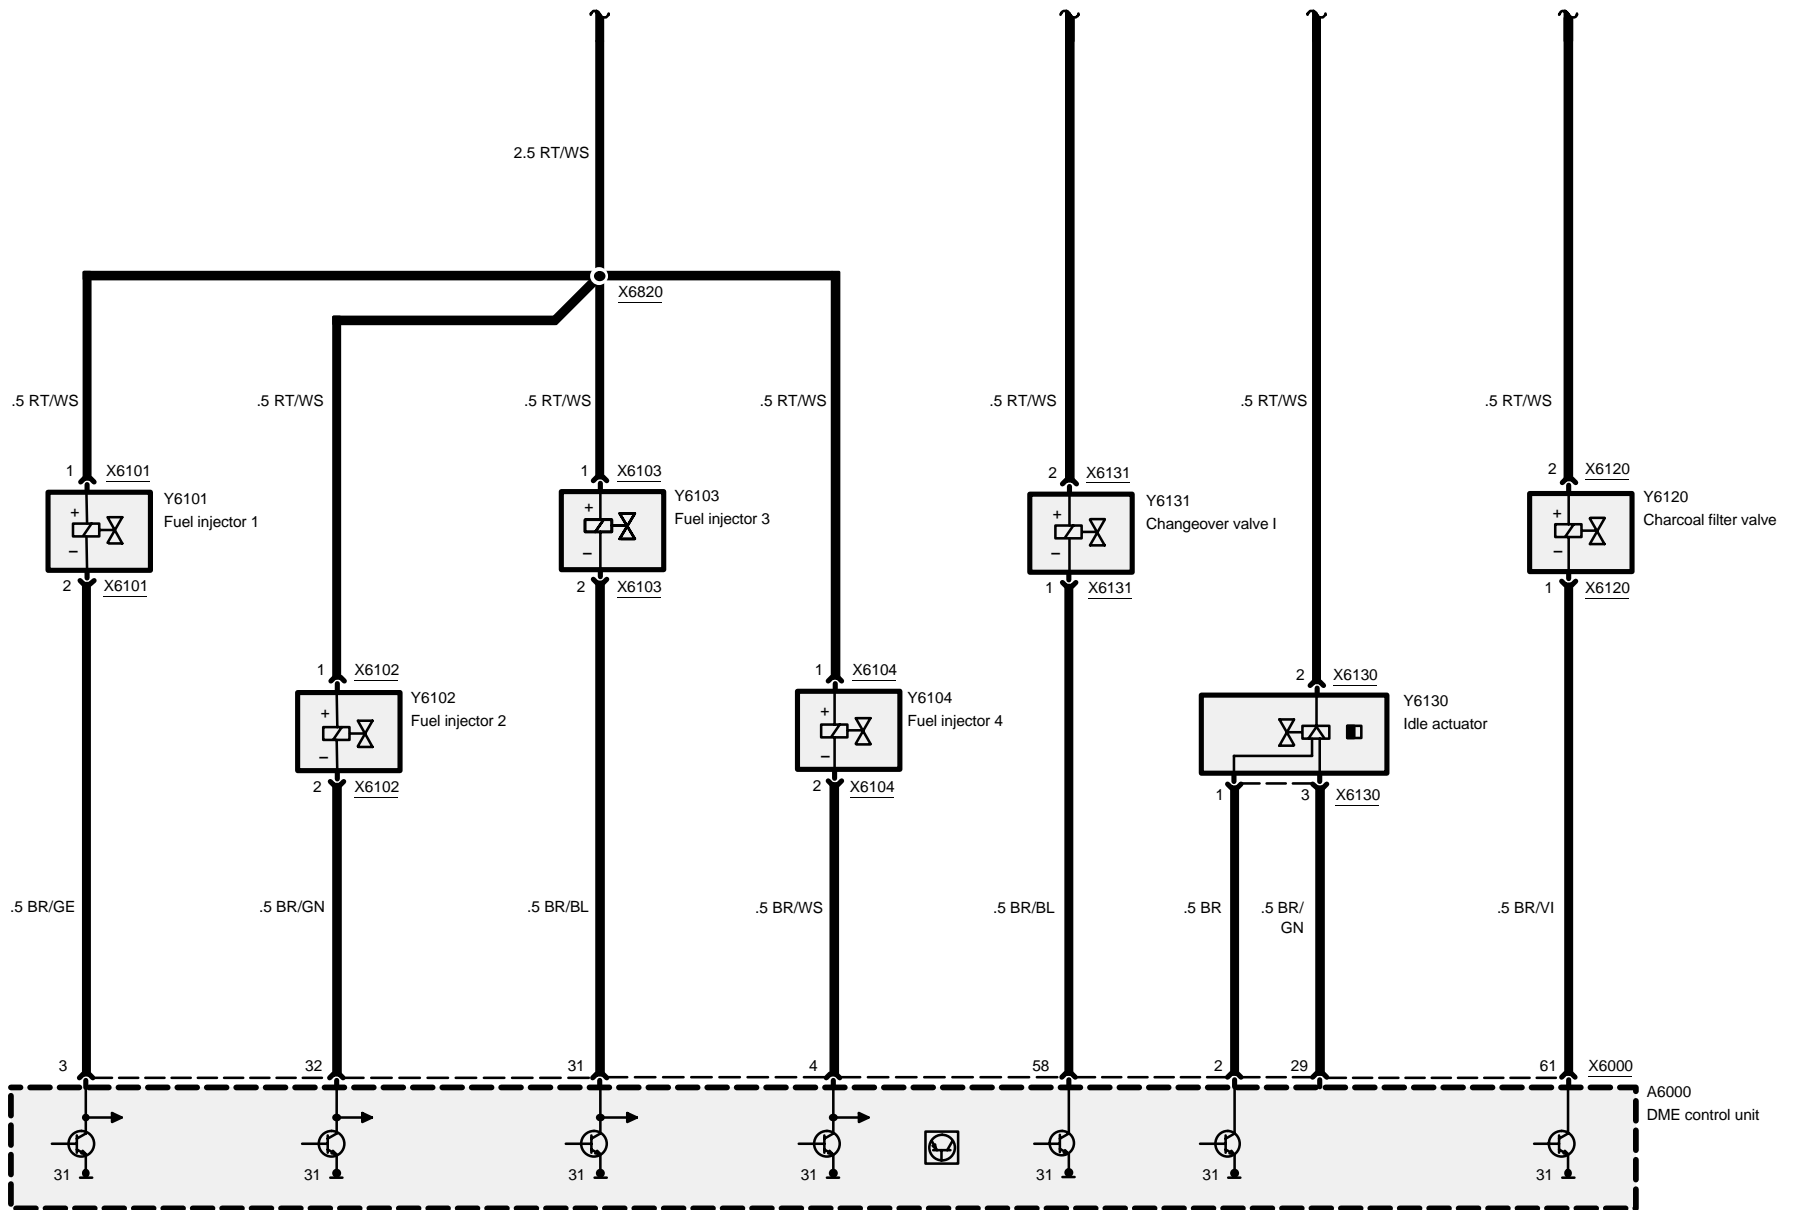 2.5 RT/WS
X6820
.5 RT/WS
.5 RT/WS
.5 RT/WS
.5 RT/WS
.5 RT/WS
.5 RT/WS
.5 RT/WS
1 X6101
1 X6103
2 X6131
2 X6120
+
−
Y6101
Fuel injector 1
+
−
Y6103
Fuel injector 3
+
−
Y6131
Changeover valve I
+
−
Y6120
Charcoal filter valve
2 X6101
2 X6103
1 X6131
1 X6120
1 X6102
1 X6104
2 X6130
+
−
Y6102
Fuel injector 2
+
−
Y6104
Fuel injector 4
Y6130
Idle actuator
2 X6102
2 X6104
1
3 X6130
.5 BR/GE
.5 BR/GN
.5 BR/BL
.5 BR/WS
.5 BR/BL
.5 BR
.5 BR/
GN
.5 BR/VI
3
32
31
4
58
2
29
61 X6000
A6000
DME control unit
31
31
31
31
31
31
31